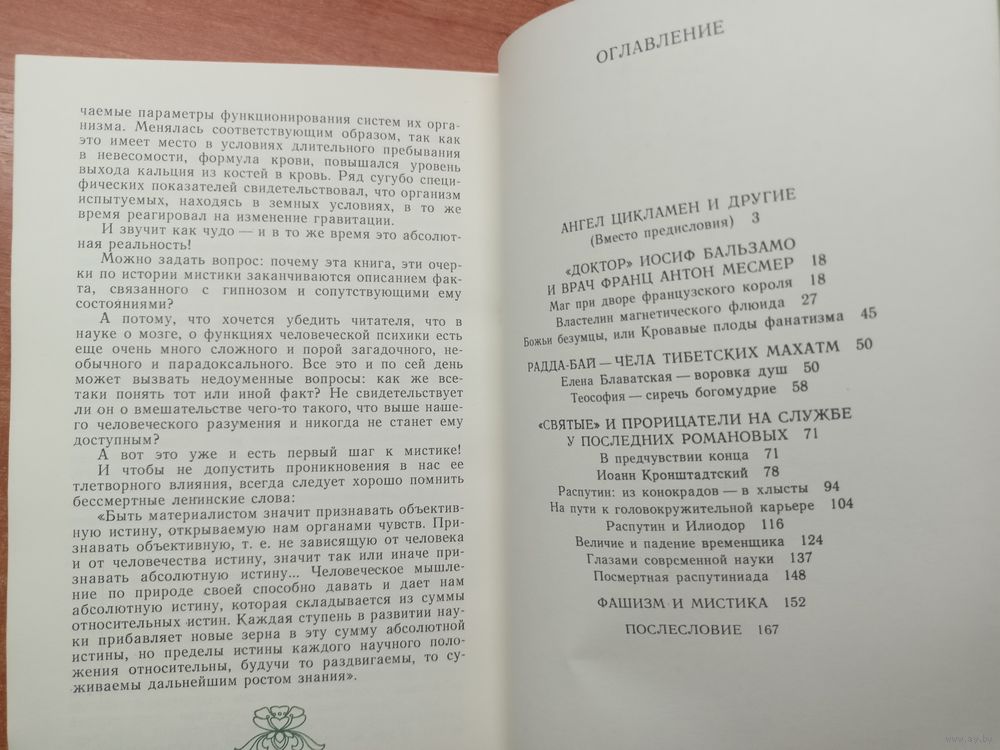 чаемые параметры функционирования систем их орга-
низма. Менялась соответствующим образом, так как
это имеет место в условиях длительного пребывания
в невесомости, формула крови, повышался уровень
выхода кальция из костей в кровь. Ряд сугубо специ-
фических показателей свидетельствовал, что организм
испытуемых, находясь в земных условиях, в то же
время реагировал на изменение гравитации.
И звучит как чудо — и в то же время это абсолют-
ная реальность!
Можно задать вопрос: почему эта книга, эти очер-
ки по истории мистики заканчиваются описанием фак-
та, связанного с гипнозом и сопутствующими ему
состояниями?
А потому, что хочется убедить читателя, что в
науке о мозге, о функциях человеческой психики есть
еще очень много сложного и порой загадочного, не-
обычного и парадоксального. Все это и по сей день
может вызвать недоуменные вопросы: как же все-
таки понять тот или иной факт? Не свидетельствует
ли он о вмешательстве чего-то такого, что выше наше-
го человеческого разумения и никогда не станет ему
доступным?
А вот это уже и есть первый шаг к мистике!
И чтобы не допустить проникновения в нас ее
тлетворного влияния, всегда следует хорошо помнить
бессмертные ленинские слова:
«Быть материалистом значит признавать объектив-
ную истину, открываемую нам органами чувств. При-
знавать объективную, т. е. не зависящую от человека
и от человечества истину, значит так или иначе при-
знавать абсолютную истину... Человеческое мышле-
ние по природе своей способно давать и дает нам
абсолютную истину, которая складывается из суммы
относительных истин. Каждая ступень в развитии нау-
ки прибавляет новые зерна в эту сумму абсолютной
истины, но пределы истины каждого научного поло-
жения относительны, будучи то раздвигаемы, то су-
живаемы дальнейшим ростом знания».
ОГЛАВЛЕНИЕ
АНГЕЛ ЦИКЛАМЕН И ДРУГИЕ
(Вместо предисловия) 3
«ДОКТОР» ИОСИФ БАЛЬЗАМО
И ВРАЧ ФРАНЦ АНТОН МЕСМЕР 18
Маг при дворе французского короля 18
Властелин магнетического флюида 27
Божьи безумцы, или Кровавые плоды фанатизма 45
РАДДА-БАЙ — ЧЕЛА ТИБЕТСКИХ МАХАТМ 50
Елена Блаватская — воровка душ 50
Теософия — сиречь богомудрие 58
«СВЯТЫЕ» И ПРОРИЦАТЕЛИ НА СЛУЖБЕ
У ПОСЛЕДНИХ РОМАНОВЫХ 71
В предчувствии конца 71
Иоанн Кронштадтский 78
Распутин: из конокрадов — в хлысты 94
На пути к головокружительной карьере 104
Распутин и Илиодор 116
Величие и падение временщика 124
Глазами современной науки 137
Посмертная распутиниада 148
ФАШИЗМ И МИСТИКА 152
ПОСЛЕСЛОВИЕ 167
www.ay.by